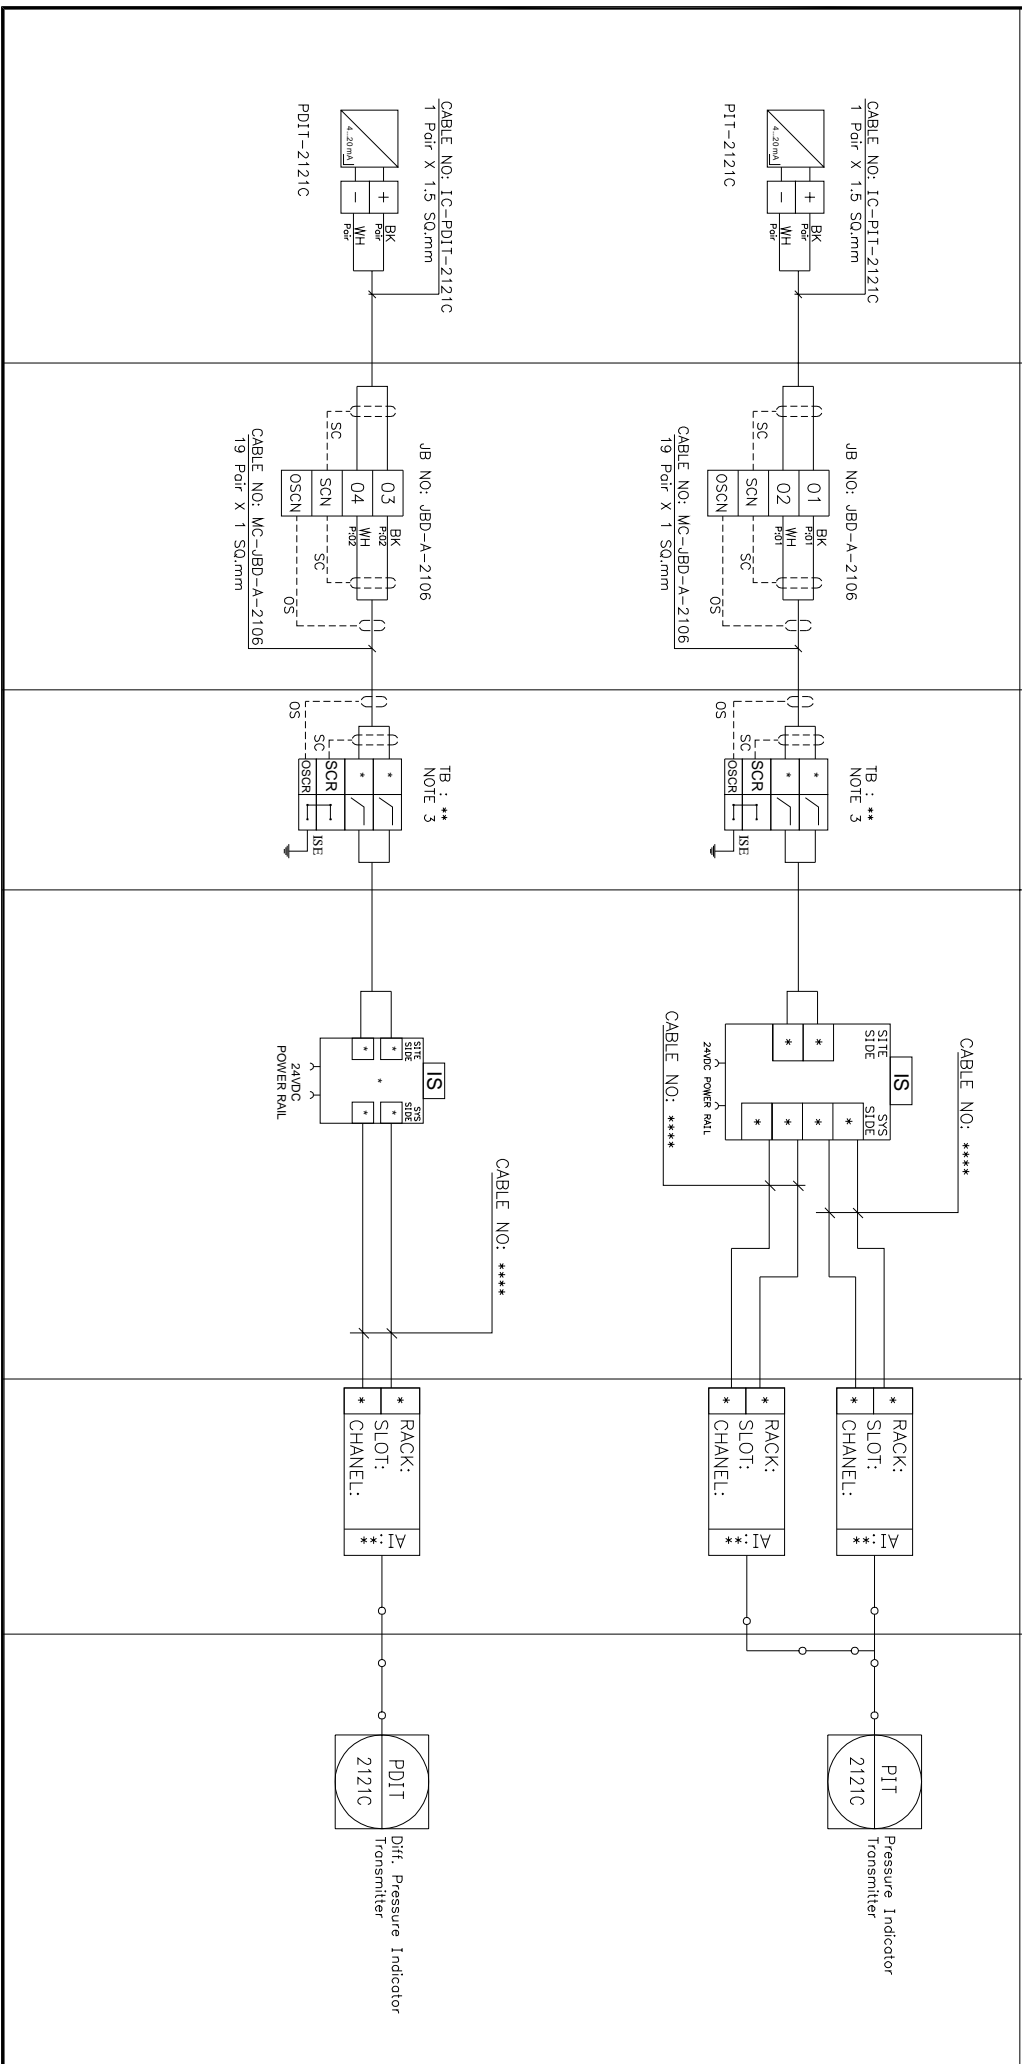 CABLE NO: IC-PIT-2121C
1 Pair X 1.5 SQ.mm
4...20mA
+
-
BK
Pair
WH
Pair
PIT-2121C
JB NO: JBD-A-2106
SC
01
02
SCN
OSCN
BK
P:01
WH
P:01
SC
OS
CABLE NO: MC-JBD-A-2106
19 Pair X 1 SQ.mm
TB : **
NOTE 3
OS
SC
*
*
SCR
OSCR
ISE
CABLE NO: ****
IS
SITE
SIDE
SYS
SIDE
*
*
*
*
*
*
24VDC POWER RAIL
CABLE NO: ****
*
*
RACK:
SLOT:
CHANEL:
AI
:**
*
*
RACK:
SLOT:
CHANEL:
AI
:**
PIT
2121C
Pressure Indicator
Transmitter
CABLE NO: IC-PDIT-2121C
1 Pair X 1.5 SQ.mm
4...20mA
+
-
BK
Pair
WH
Pair
PDIT-2121C
JB NO: JBD-A-2106
SC
03
04
SCN
OSCN
BK
P:02
WH
P:02
SC
OS
CABLE NO: MC-JBD-A-2106
19 Pair X 1 SQ.mm
TB : **
NOTE 3
OS
SC
*
*
SCR
OSCR
ISE
IS
SITE
SIDE
SYS
SIDE
*
*
*
*
*
24VDC
POWER RAIL
CABLE NO: ****
*
*
RACK:
SLOT:
CHANEL:
AI
:**
PDIT
2121C
Diff. Pressure Indicator
Transmitter